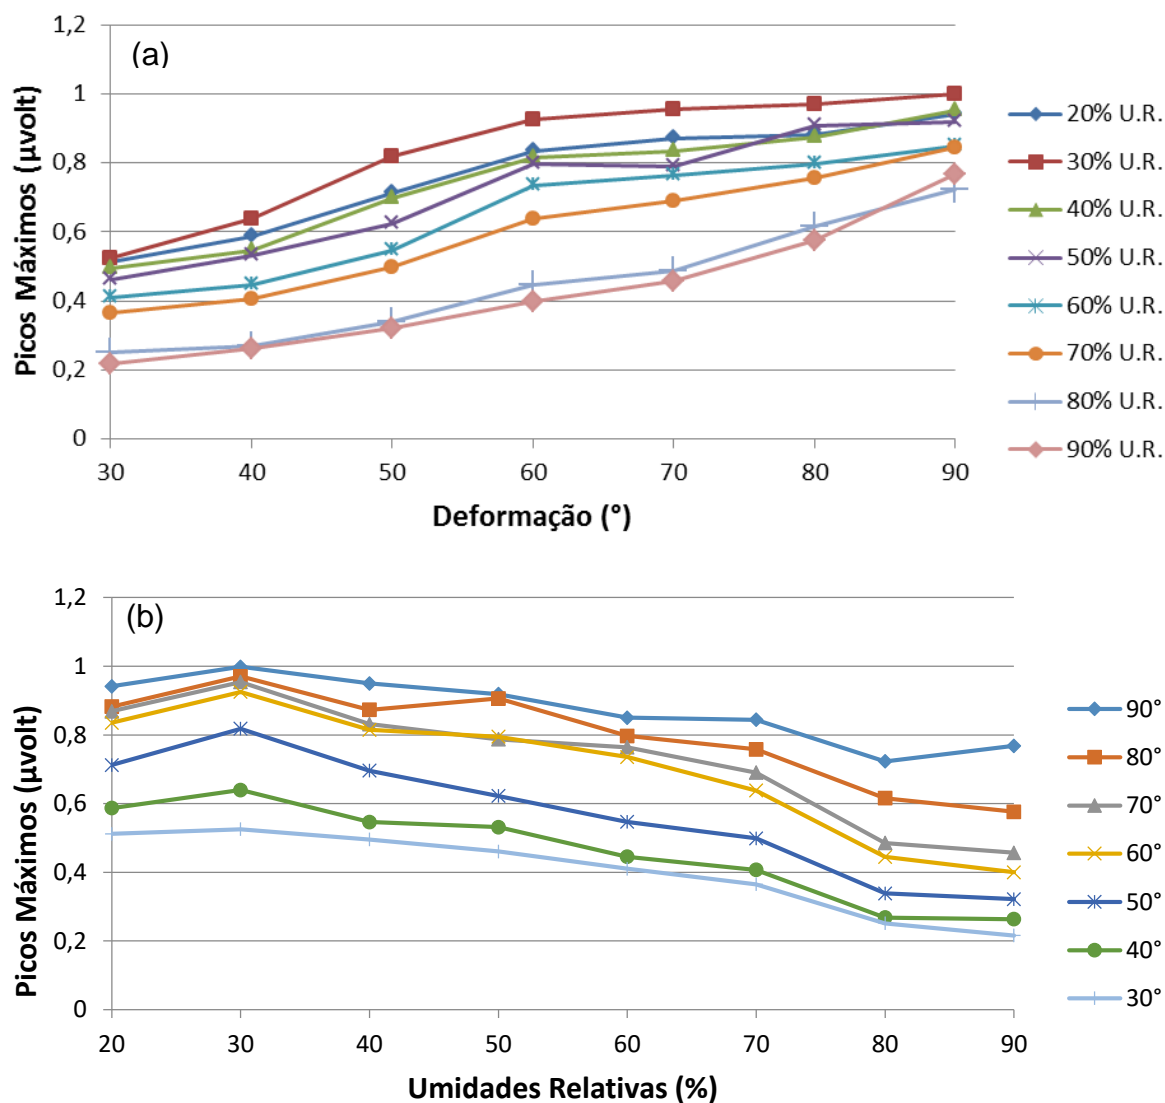 (a)
Picos Máximos (µvolt)
1,2
1
0,8
0,6
0,4
0,2
0
30 40 50 60 70 80 90
Deformação (°)
20% U.R.
30% U.R.
40% U.R.
50% U.R.
60% U.R.
70% U.R.
80% U.R.
90% U.R.
(b)
Picos Máximos (µvolt)
1,2
1
0,8
0,6
0,4
0,2
0
20 30 40 50 60 70 80 90
Umidades Relativas (%)
90°
80°
70°
60°
50°
40°
30°